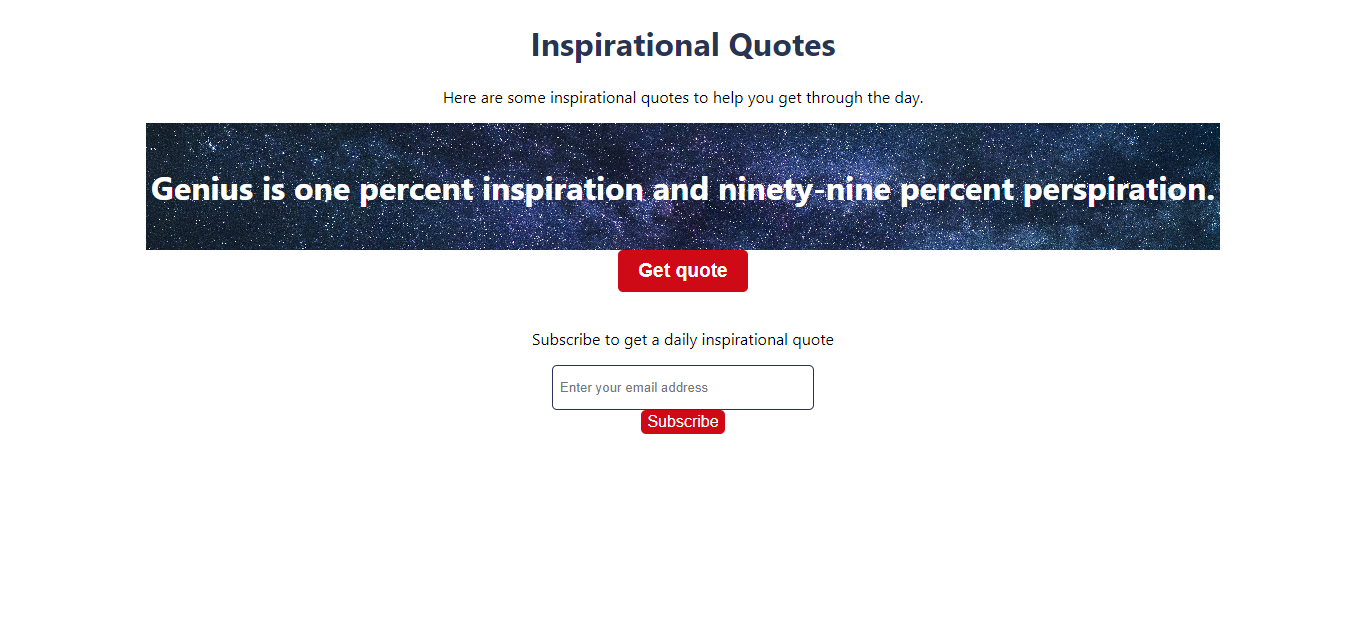 Inspirational Quotes
Here are some inspirational quotes to help you get through the day.
Genius is one percent inspiration and ninety-nine percent perspiration.
Get quote
Subscribe to get a daily inspirational quote
Enter your email address
Subscribe